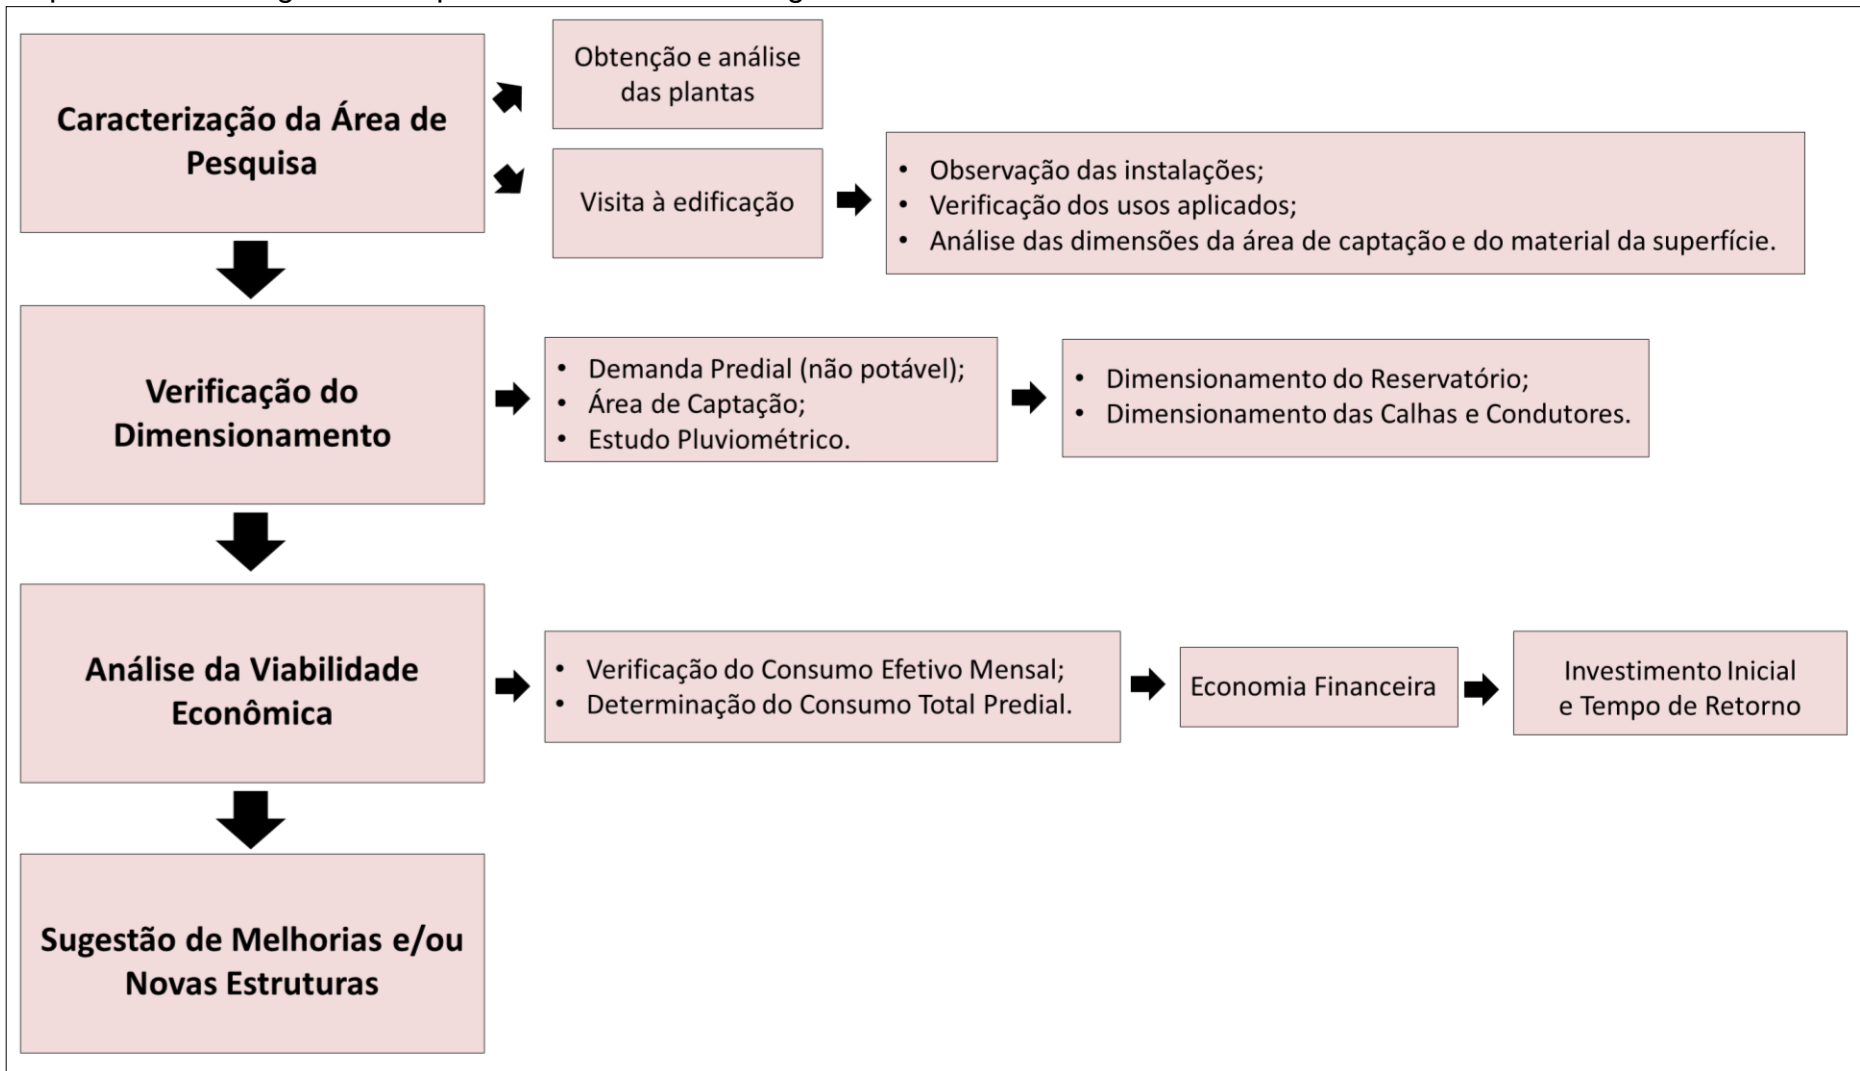 Caracterização da Área de
Pesquisa
Obtenção e análise
das plantas
Visita à edificação
• Observação das instalações;
• Verificação dos usos aplicados;
• Análise das dimensões da área de captação e do material da superfície.
Verificação do
Dimensionamento
• Demanda Predial (não potável);
• Área de Captação;
• Estudo Pluviométrico.
• Dimensionamento do Reservatório;
• Dimensionamento das Calhas e Condutores.
Análise da Viabilidade
Econômica
• Verificação do Consumo Efetivo Mensal;
• Determinação do Consumo Total Predial.
Economia Financeira
Investimento Inicial
e Tempo de Retorno
Sugestão de Melhorias e/ou
Novas Estruturas